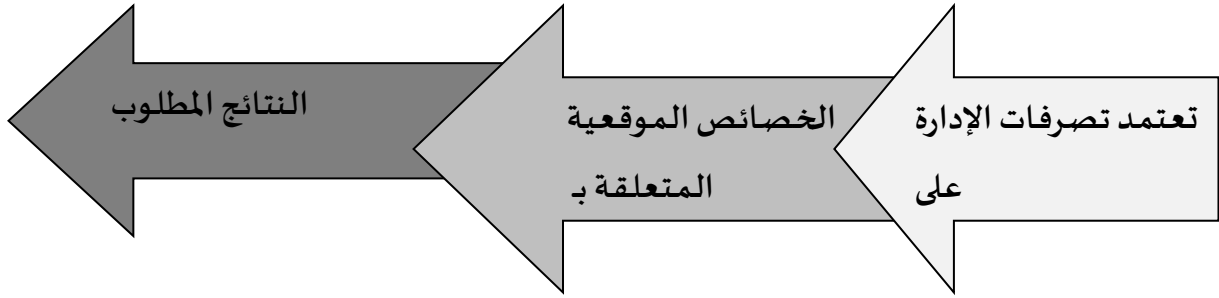 تعتمد تصرفات الإدارة
على
الخصائص الموقعية
المتعلقة بـ
النتائج المطلوب